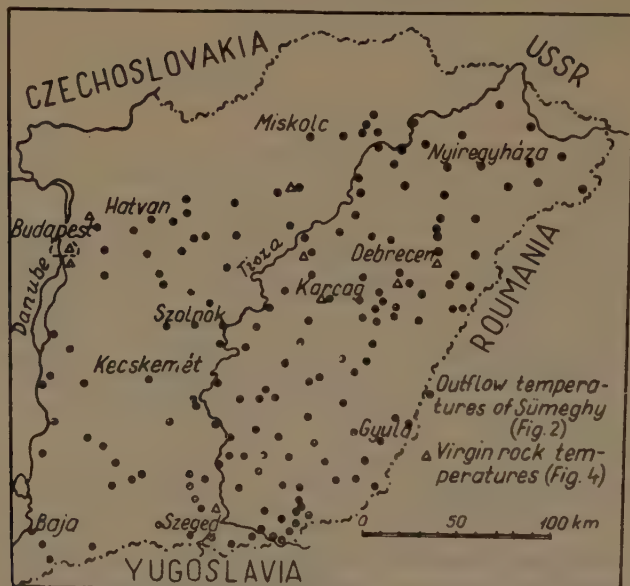 CZECHOSLOVAKIA
USSR
Miskolc
Nyiregyháza
Hatvan
Budapest
Tisza
Debrecen
Danube
Karcag
ROUMANIA
Szolnok
Kecskemét
Outflow tempera-
tures of Sümeghy
(Fig. 2)
Gyula
Virgin rock tem-
peratures (Fig. 4)
Baja
Szeged
0 50 100 km
YUGOSLAVIA